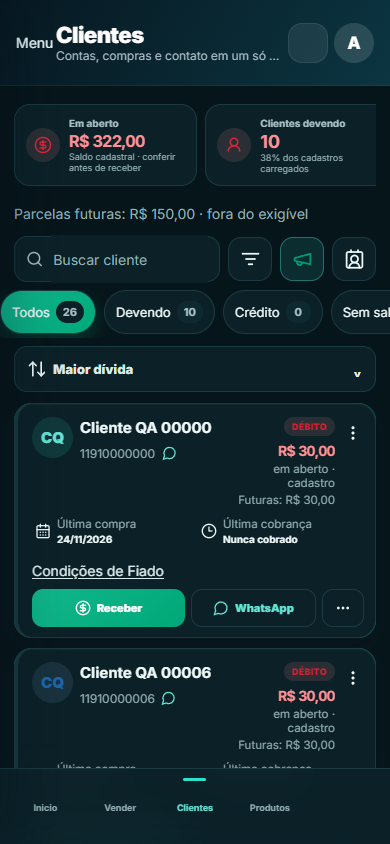 Menu Clientes
Contas, compras e contato em um só ...
A
Em aberto
R$ 322,00
Saldo cadastral · conferir
antes de receber
Clientes devendo
10
38% dos cadastros
carregados
Parcelas futuras: R$ 150,00 · fora do exigível
Buscar cliente
Todos 26
Devendo 10
Crédito 0
Sem sal
Maior dívida
v
CQ
Cliente QA 00000
11910000000
DÉBITO
R$ 30,00
em aberto ·
cadastro
Futuras: R$ 30,00
Última compra
24/11/2026
Última cobrança
Nunca cobrado
Condições de Fiado
Receber
WhatsApp
CQ
Cliente QA 00006
11910000006
DÉBITO
R$ 30,00
em aberto ·
cadastro
Futuras: R$ 30,00
Última compra
Última cobrança
Início
Vender
Clientes
Produtos